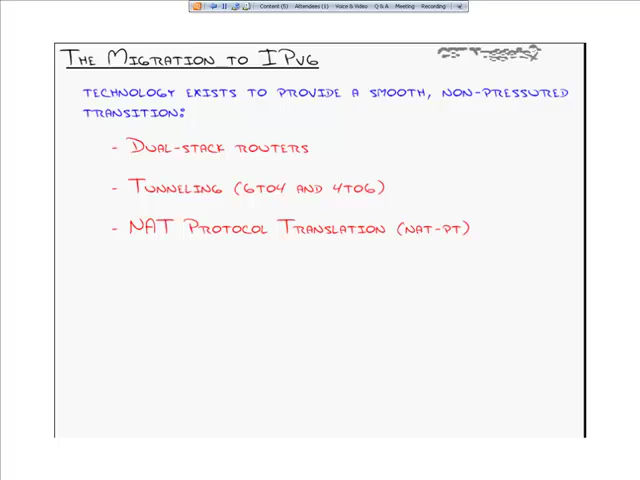 Content (5) Attendees (1) Voice & Video Q & A Meeting Recording
The Migration to IPv6
Technology exists to provide a smooth, non-pressured
transition:
- Dual-stack routers
- Tunneling (6to4 and 4to6)
- NAT Protocol Translation (NAT-PT)